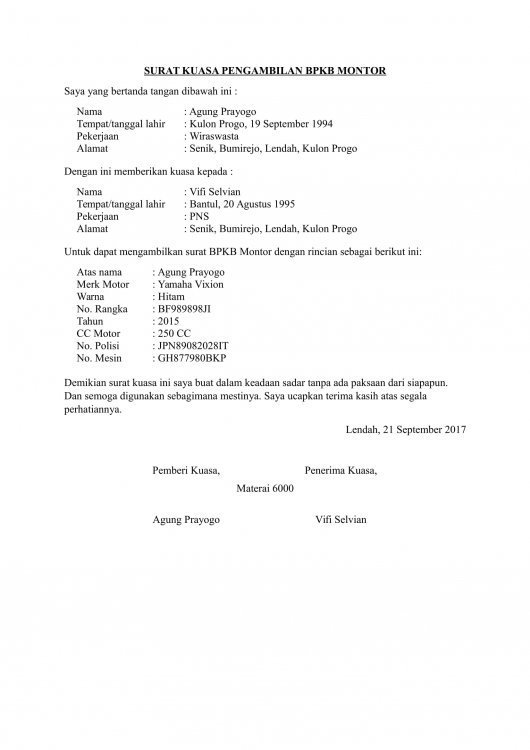 SURAT KUASA PENGAMBILAN BPKB MONTOR
Saya yang bertanda tangan dibawah ini :
Nama : Agung Prayogo
Tempat/tanggal lahir : Kulon Progo, 19 September 1994
Pekerjaan : Wiraswasta
Alamat : Senik, Bumirejo, Lendah, Kulon Progo
Dengan ini memberikan kuasa kepada :
Nama : Vifi Selvian
Tempat/tanggal lahir : Bantul, 20 Agustus 1995
Pekerjaan : PNS
Alamat : Senik, Bumirejo, Lendah, Kulon Progo
Untuk dapat mengambilkan surat BPKB Montor dengan rincian sebagai berikut ini:
Atas nama : Agung Prayogo
Merk Motor : Yamaha Vixion
Warna : Hitam
No. Rangka : BF989898JI
Tahun : 2015
CC Motor : 250 CC
No. Polisi : JPN89082028IT
No. Mesin : GH877980BKP
Demikian surat kuasa ini saya buat dalam keadaan sadar tanpa ada paksaan dari siapapun.
Dan semoga digunakan sebagimana mestinya. Saya ucapkan terima kasih atas segala
perhatiannya.
Lendah, 21 September 2017
Pemberi Kuasa, Penerima Kuasa,
Materai 6000
Agung Prayogo Vifi Selvian